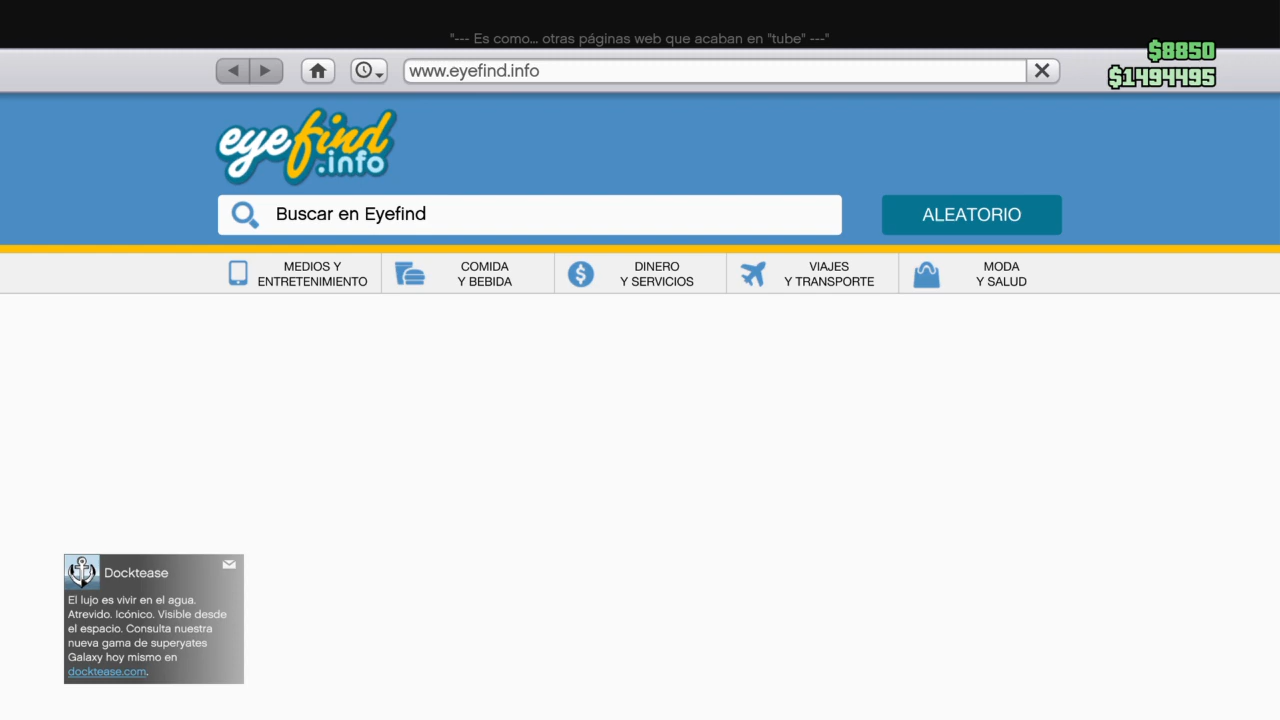 "--- Es como... otras páginas web que acaban en "tube" ---"
$8850
www.eyefind.info
$1494495
eyefind
.info
Buscar en Eyefind
ALEATORIO
MEDIOS Y
ENTRETENIMIENTO
COMIDA
Y BEBIDA
DINERO
Y SERVICIOS
VIAJES
Y TRANSPORTE
MODA
Y SALUD
Docktease
El lujo es vivir en el agua.
Atrevido. Icónico. Visible desde
el espacio. Consulta nuestra
nueva gama de superyates
Galaxy hoy mismo en
docktease.com.